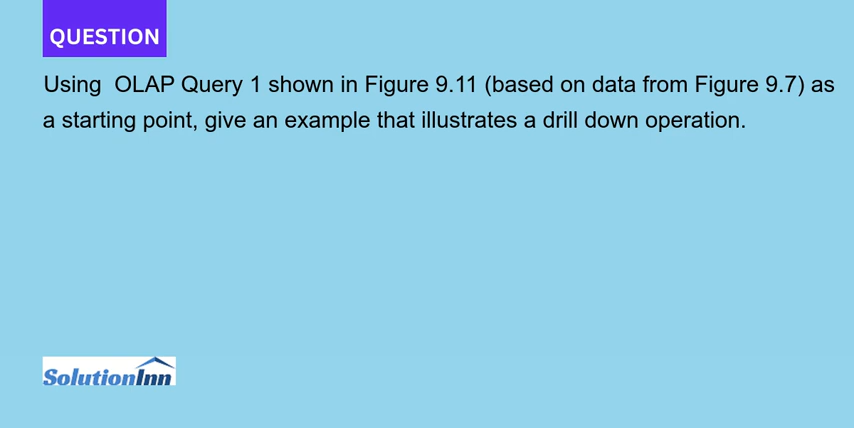 QUESTION
Using  OLAP Query 1 shown in Figure 9.11 (based on data from Figure 9.7) as
a starting point, give an example that illustrates a drill down operation.
SolutionInn